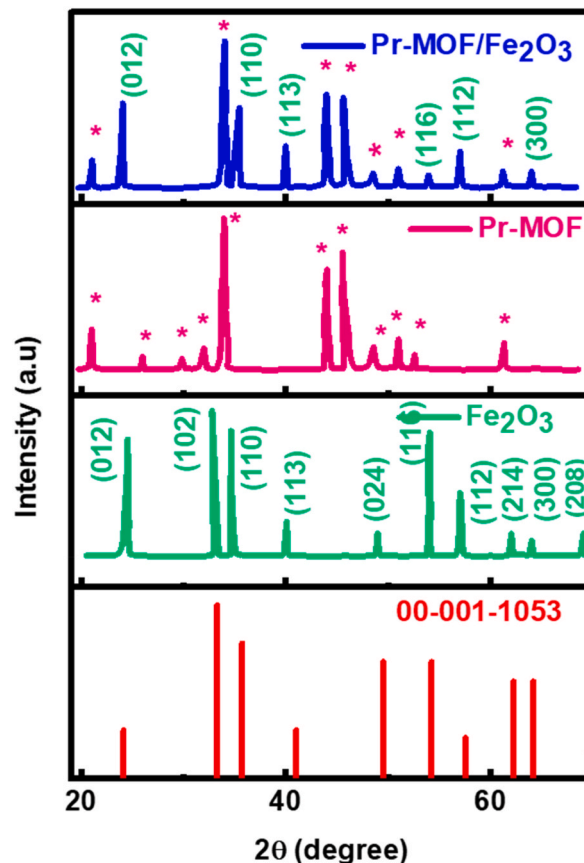 Pr-MOF/Fe₂O₃
(012)
(110)
(113)
(116)
(112)
(300)
* * * * * * *
Pr-MOF
* * * * * * * * * * *
Fe₂O₃
(012)
(102)
(110)
(113)
(024)
(112)
(214)
(300)
(208)
00-001-1053
20 40 60
2θ (degree)
Intensity (a.u)